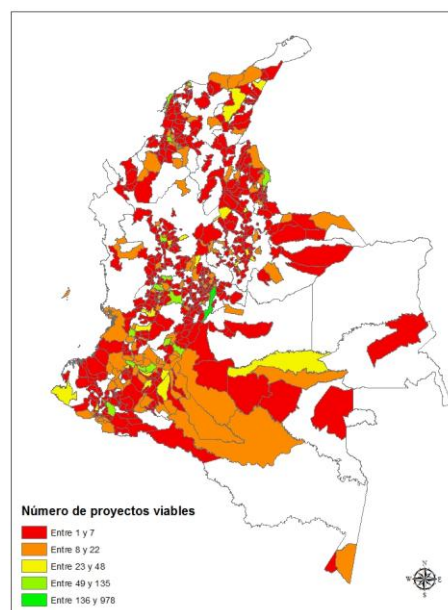 Número de proyectos viables
Entre 1 y 7
Entre 8 y 22
Entre 23 y 48
Entre 49 y 135
Entre 136 y 978
N
W
E
S